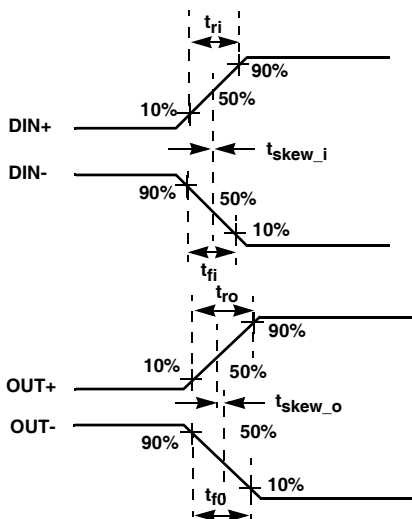 tri
90%
10%
50%
DIN+
tskew_i
DIN-
90%
50%
10%
tfi
tro
90%
10%
50%
OUT+
tskew_o
OUT-
50%
90%
10%
tf0